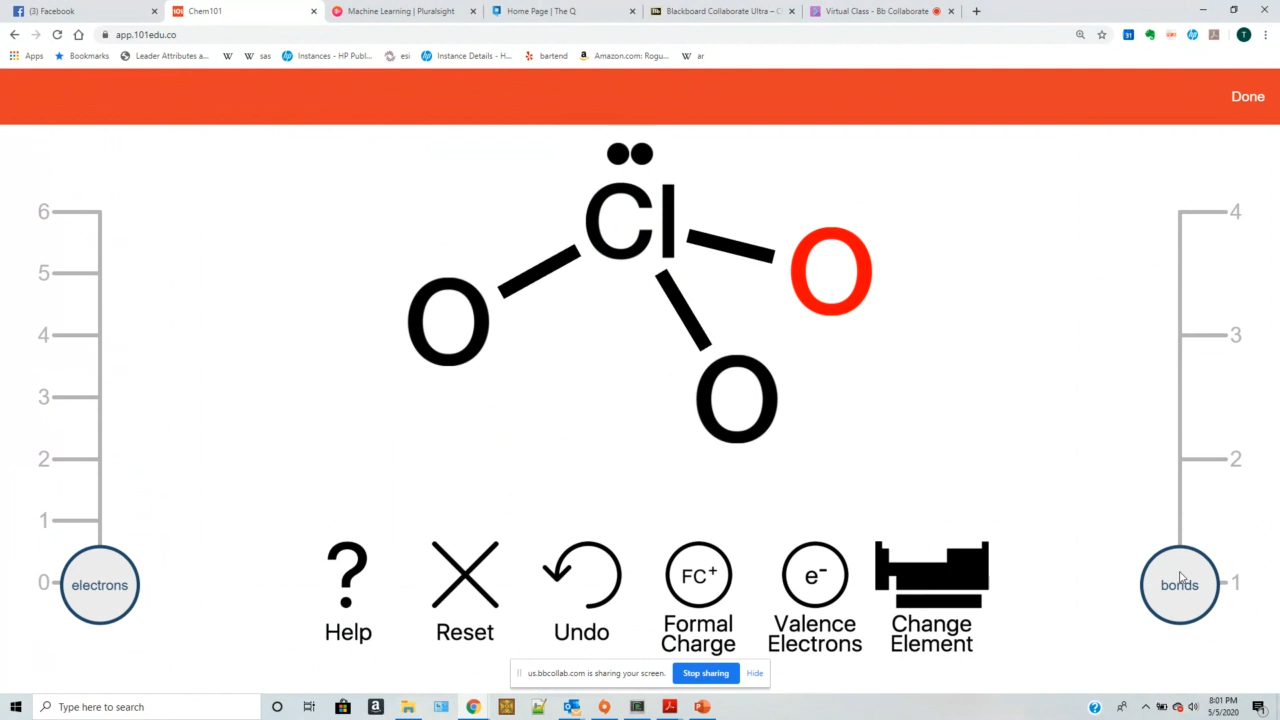 (3) Facebook
101 Chem101
Machine Learning | Pluralsight
Home Page | The Q
Blackboard Collaborate Ultra – C
Virtual Class - Bb Collaborate
app.101edu.co
Apps
Bookmarks
Leader Attributes a...
W
W sas
Instances - HP Publ...
esi
Instance Details - H...
bartend
Amazon.com: Rogu...
W ar
Done
6
5
4
3
2
1
0
electrons
Cl
O
O
O
4
3
2
1
bonds
?
Help
Reset
Undo
FC+
Formal
Charge
e-
Valence
Electrons
Change
Element
us.bbcollab.com is sharing your screen.
Stop sharing
Hide
Type here to search
8:01 PM
5/5/2020